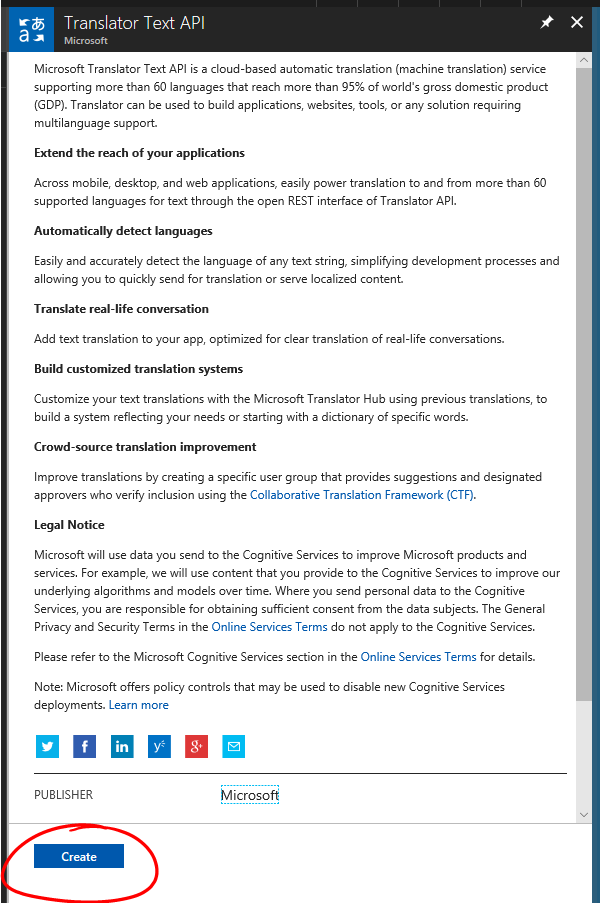 Translator Text API
Microsoft
Microsoft Translator Text API is a cloud-based automatic translation (machine translation) service
supporting more than 60 languages that reach more than 95% of world's gross domestic product
(GDP). Translator can be used to build applications, websites, tools, or any solution requiring
multilanguage support.
Extend the reach of your applications
Across mobile, desktop, and web applications, easily power translation to and from more than 60
supported languages for text through the open REST interface of Translator API.
Automatically detect languages
Easily and accurately detect the language of any text string, simplifying development processes and
allowing you to quickly send for translation or serve localized content.
Translate real-life conversation
Add text translation to your app, optimized for clear translation of real-life conversations.
Build customized translation systems
Customize your text translations with the Microsoft Translator Hub using previous translations, to
build a system reflecting your needs or starting with a dictionary of specific words.
Crowd-source translation improvement
Improve translations by creating a specific user group that provides suggestions and designated
approvers who verify inclusion using the Collaborative Translation Framework (CTF).
Legal Notice
Microsoft will use data you send to the Cognitive Services to improve Microsoft products and
services. For example, we will use content that you provide to the Cognitive Services to improve our
underlying algorithms and models over time. Where you send personal data to the Cognitive
Services, you are responsible for obtaining sufficient consent from the data subjects. The General
Privacy and Security Terms in the Online Services Terms do not apply to the Cognitive Services.
Please refer to the Microsoft Cognitive Services section in the Online Services Terms for details.
Note: Microsoft offers policy controls that may be used to disable new Cognitive Services
deployments. Learn more
PUBLISHER Microsoft
Create